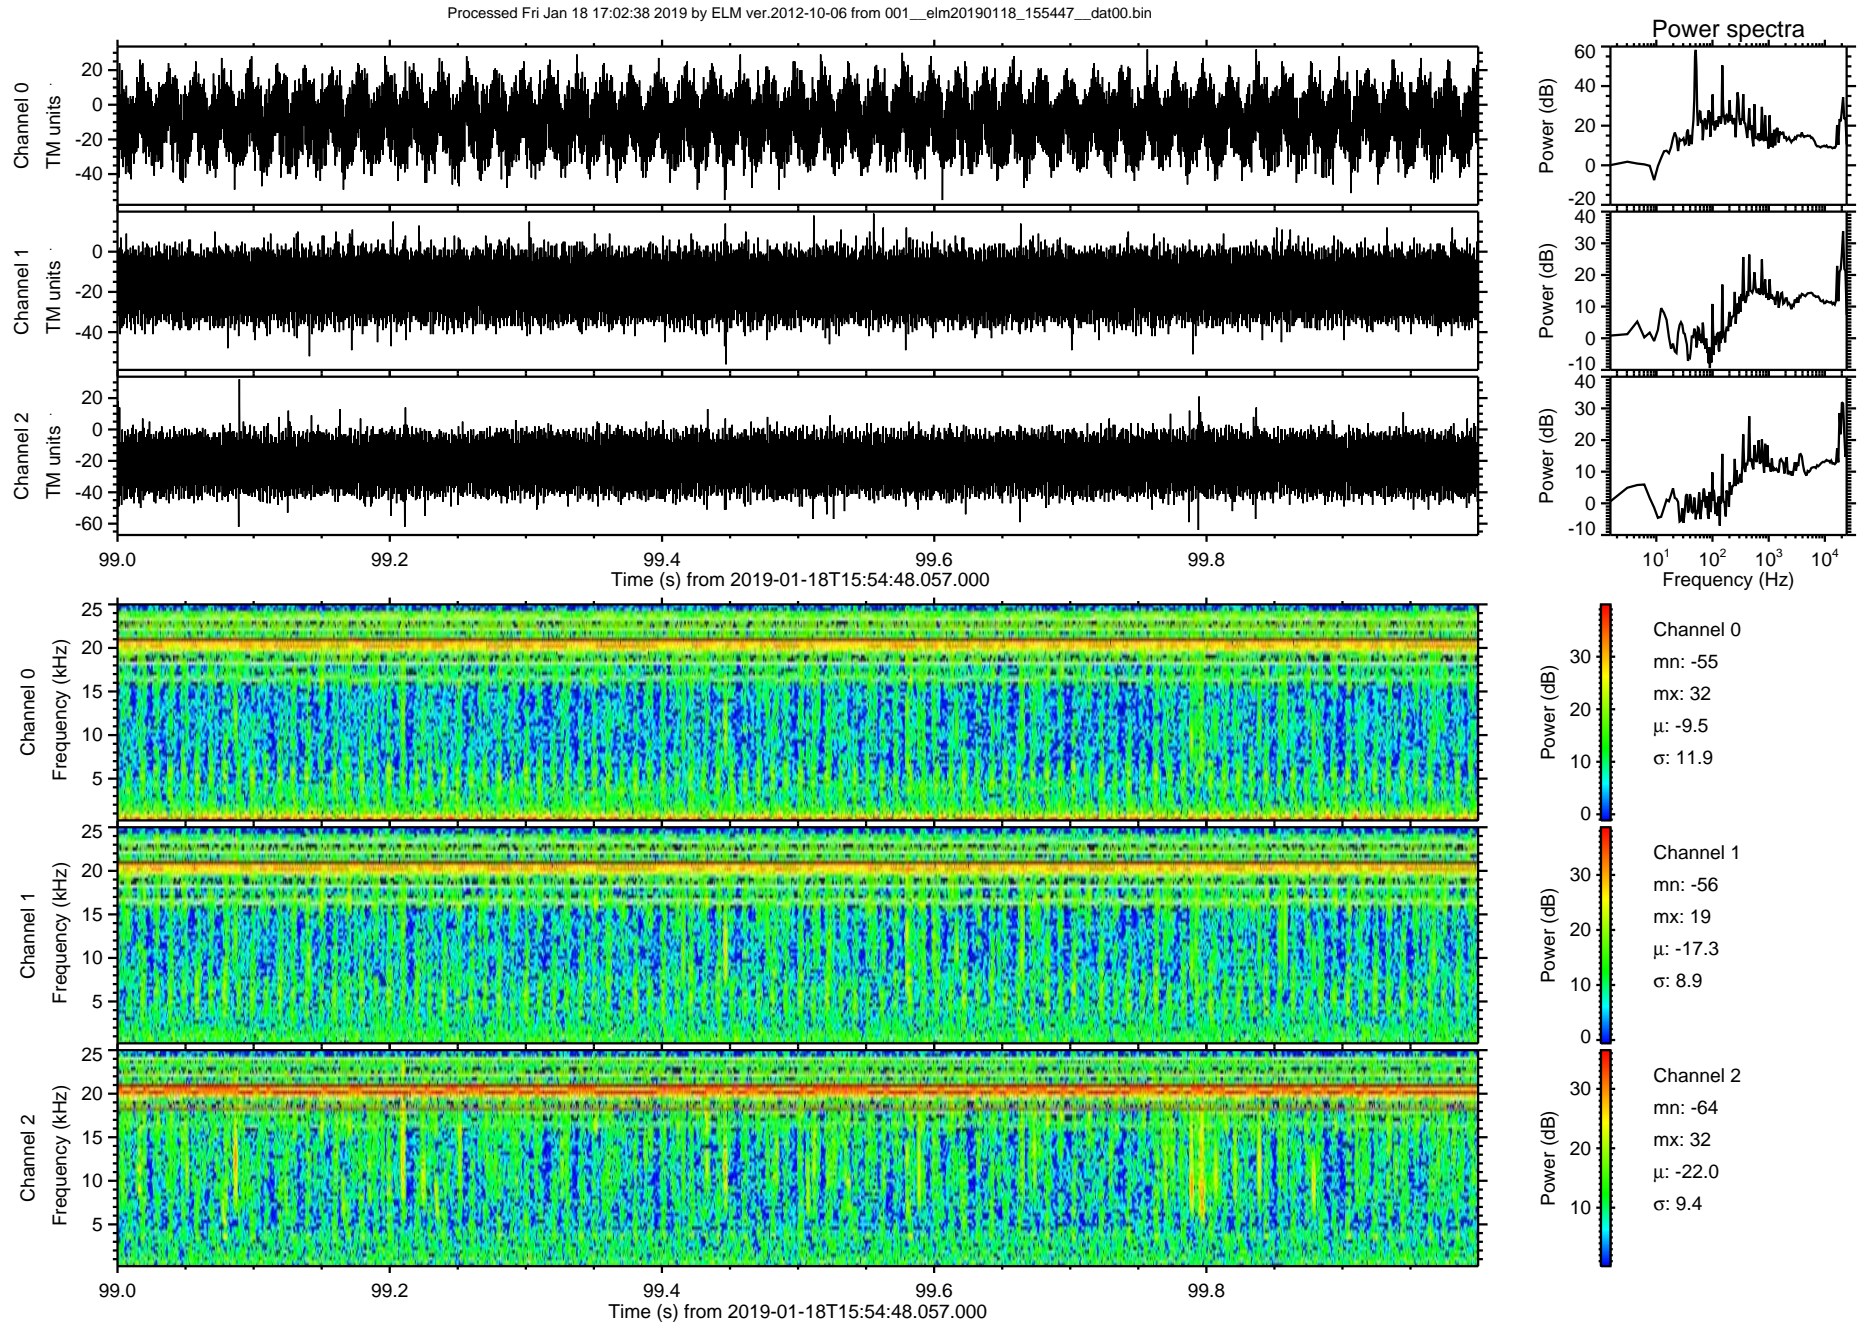 Processed Fri Jan 18 17:02:38 2019 by ELM ver.2012-10-06 from 001__elm20190118_155447__dat00.bin
Power spectra
Channel 0
TM units
20
0
-20
-40
Power (dB)
60
40
20
0
-20
Channel 1
TM units
0
-20
-40
Power (dB)
40
30
20
10
0
-10
Channel 2
TM units
20
0
-20
-40
-60
Power (dB)
40
30
20
10
0
-10
99.0 99.2 99.4 99.6 99.8
Time (s) from 2019-01-18T15:54:48.057.000
10^1 10^2 10^3 10^4
Frequency (Hz)
Channel 0
Frequency (kHz)
25
20
15
10
5
Power (dB)
30
20
10
0
Channel 0
mn: -55
mx: 32
μ: -9.5
σ: 11.9
Channel 1
Frequency (kHz)
25
20
15
10
5
Power (dB)
30
20
10
0
Channel 1
mn: -56
mx: 19
μ: -17.3
σ: 8.9
Channel 2
Frequency (kHz)
25
20
15
10
5
Power (dB)
30
20
10
Channel 2
mn: -64
mx: 32
μ: -22.0
σ: 9.4
99.0 99.2 99.4 99.6 99.8
Time (s) from 2019-01-18T15:54:48.057.000